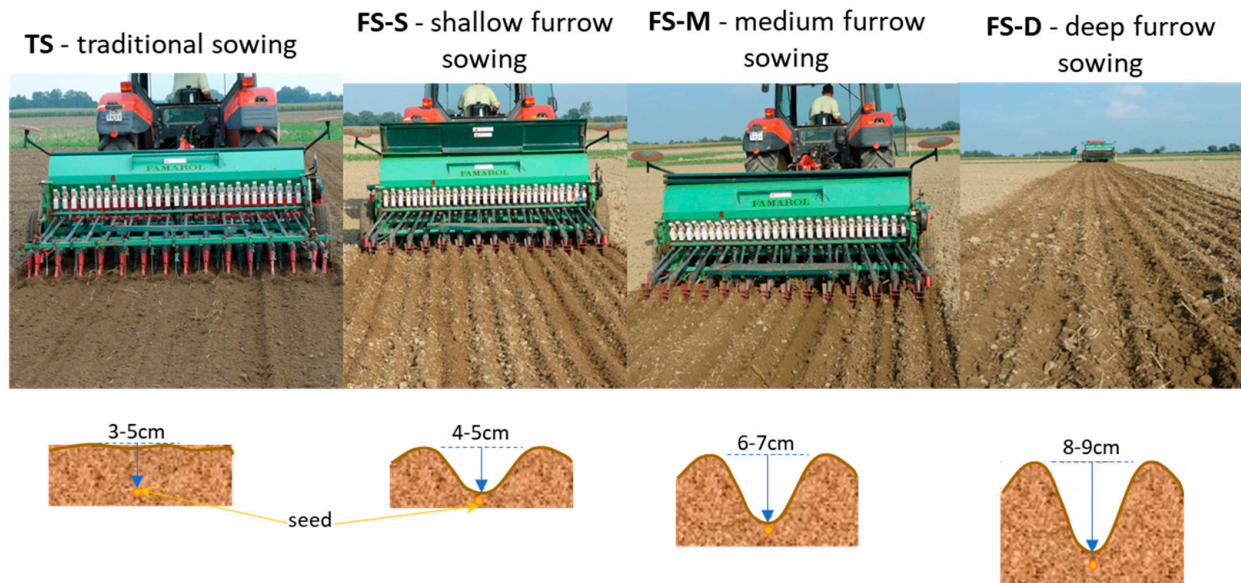 TS - traditional sowing
FS-S - shallow furrow
sowing
FS-M - medium furrow
sowing
FS-D - deep furrow
sowing
FAMAROL
FAMAROL
FAMAROL
3-5cm
4-5cm
6-7cm
8-9cm
seed